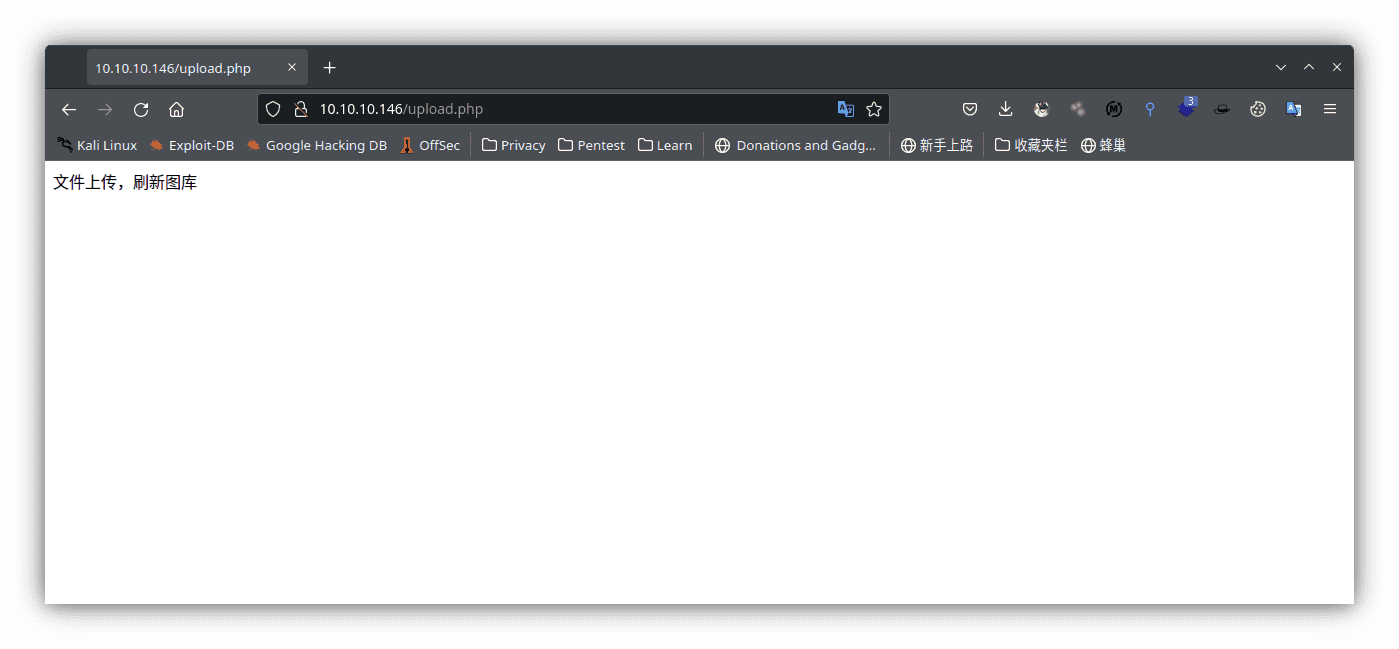 10.10.10.146/upload.php
10.10.10.146/upload.php
3
Kali Linux Exploit-DB Google Hacking DB OffSec Privacy Pentest Learn Donations and Gadg... 新手上路 收藏夹栏 蜂巢
文件上传，刷新图库